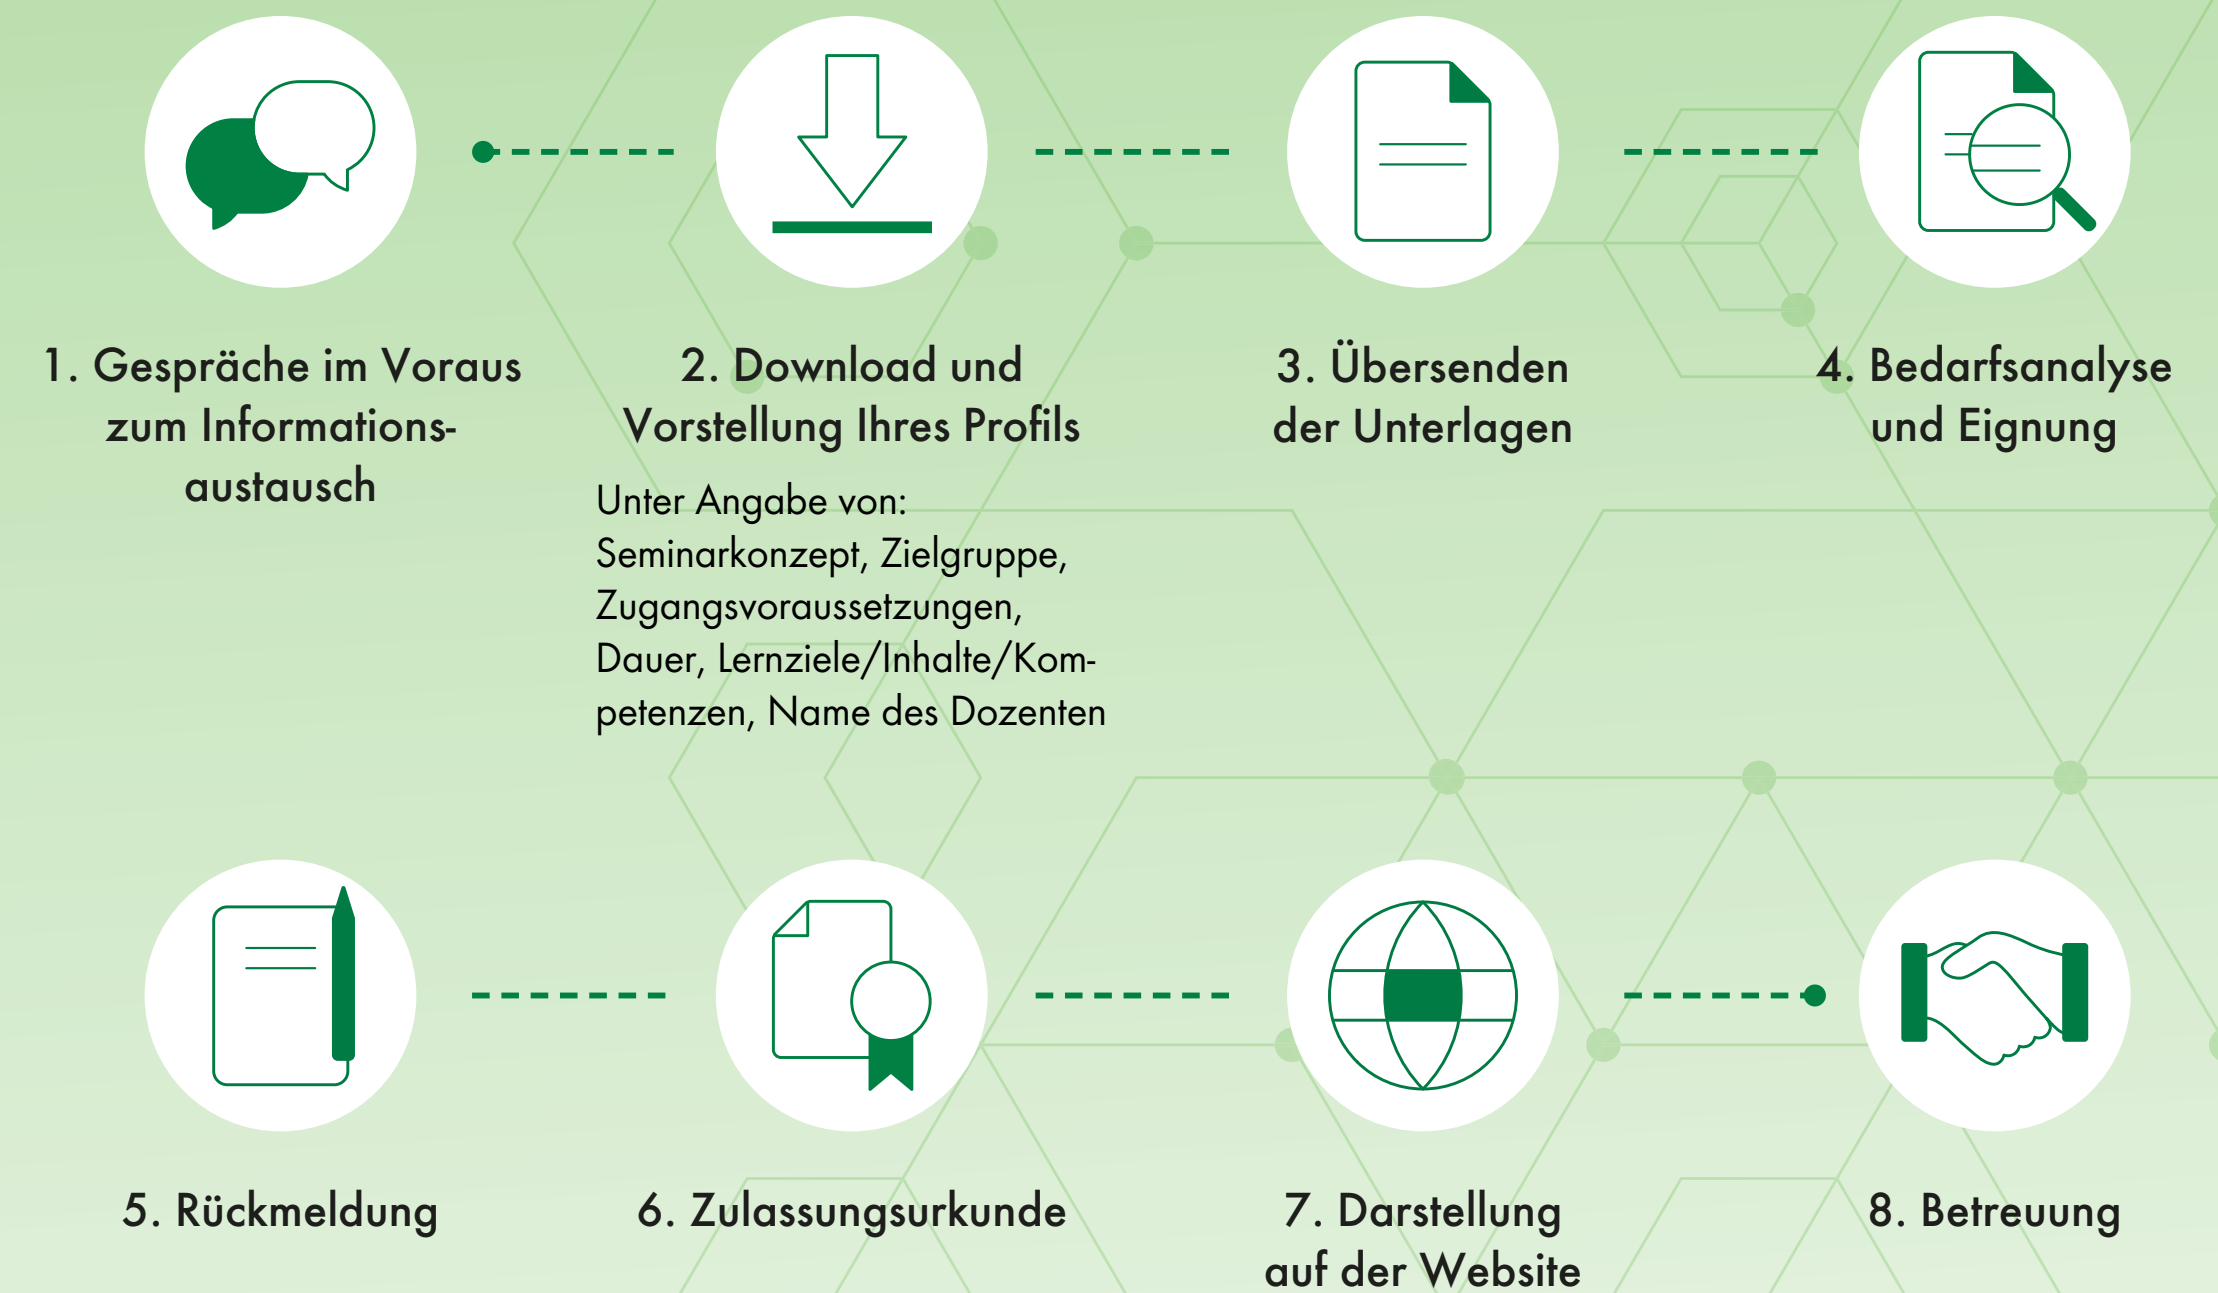 1. Gespräche im Voraus
zum Informations-
austausch
2. Download und
Vorstellung Ihres Profils
Unter Angabe von:
Seminarkonzept, Zielgruppe,
Zugangsvoraussetzungen,
Dauer, Lernziele/Inhalte/Kom-
petenzen, Name des Dozenten
3. Übersenden
der Unterlagen
4. Bedarfsanalyse
und Eignung
5. Rückmeldung
6. Zulassungsurkunde
7. Darstellung
auf der Website
8. Betreuung